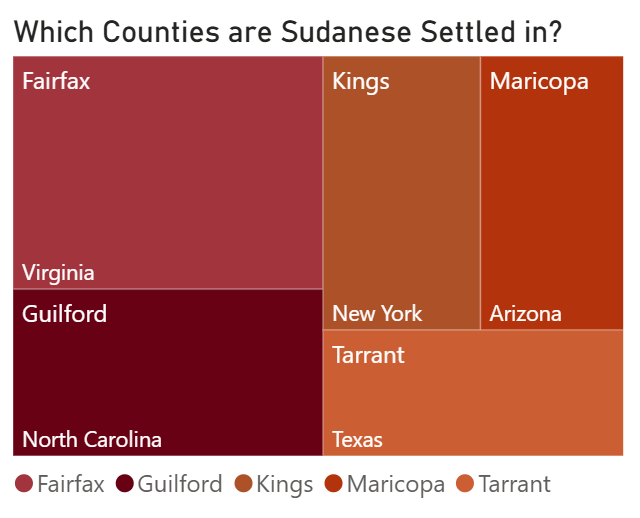 Which Counties are Sudanese Settled in?
Fairfax
Virginia
Guilford
North Carolina
Kings
New York
Maricopa
Arizona
Tarrant
Texas
Fairfax Guilford Kings Maricopa Tarrant